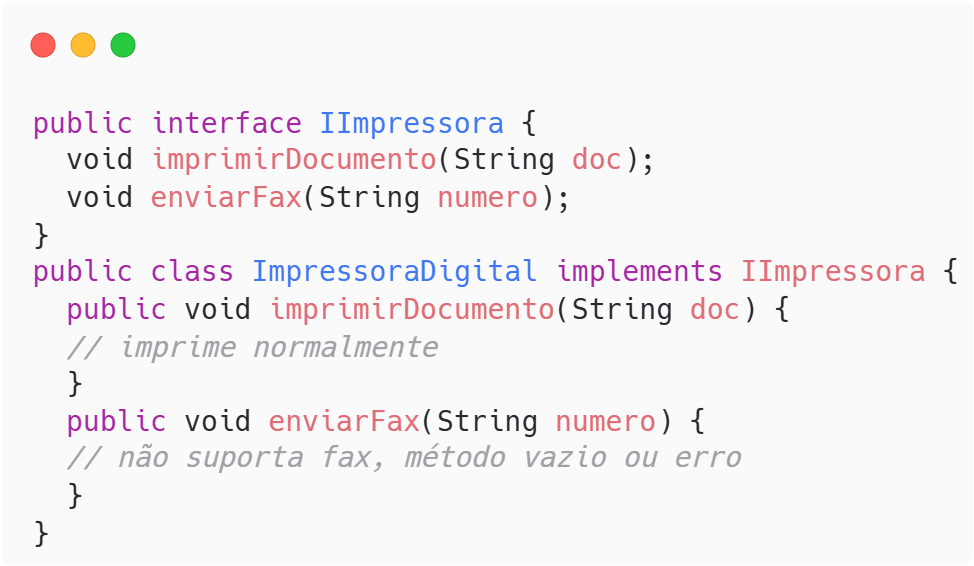 public interface IImpressora {
  void imprimirDocumento(String doc);
  void enviarFax(String numero);
}
public class ImpressoraDigital implements IImpressora {
  public void imprimirDocumento(String doc) {
  // imprime normalmente
  }
  public void enviarFax(String numero) {
  // não suporta fax, método vazio ou erro
  }
}